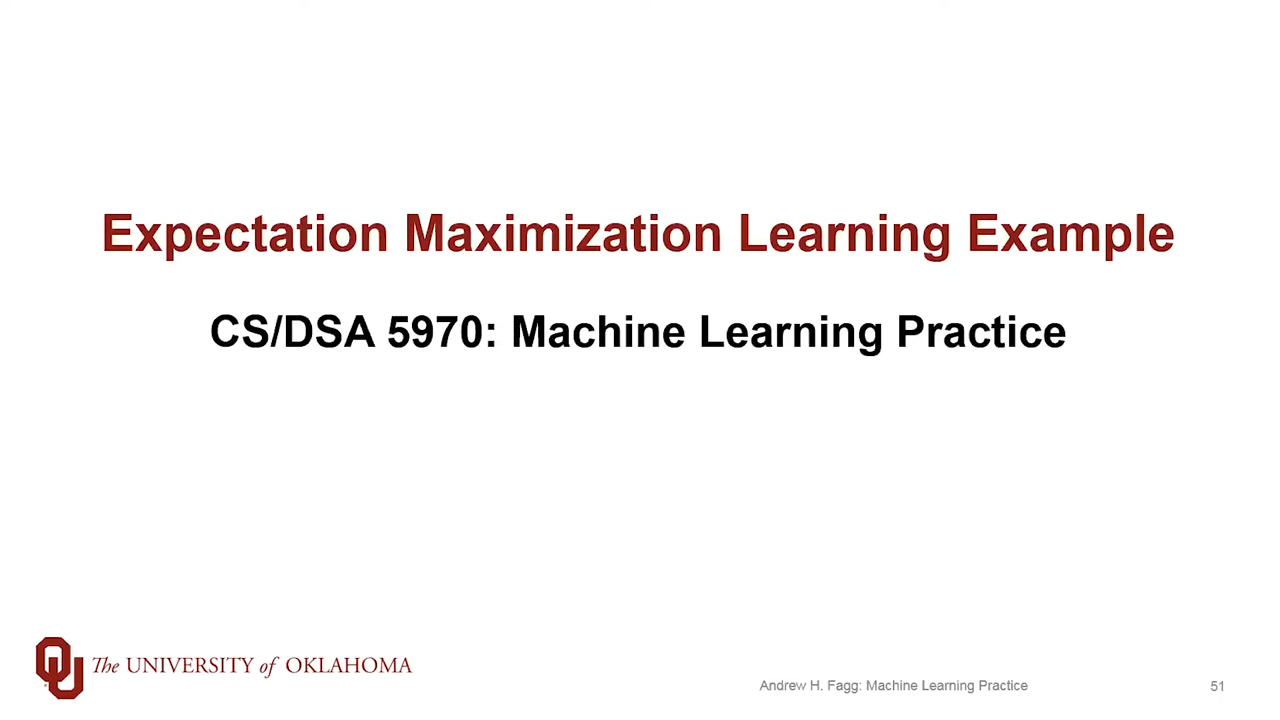 Expectation Maximization Learning Example
CS/DSA 5970: Machine Learning Practice
The UNIVERSITY of OKLAHOMA
Andrew H. Fagg: Machine Learning Practice
51